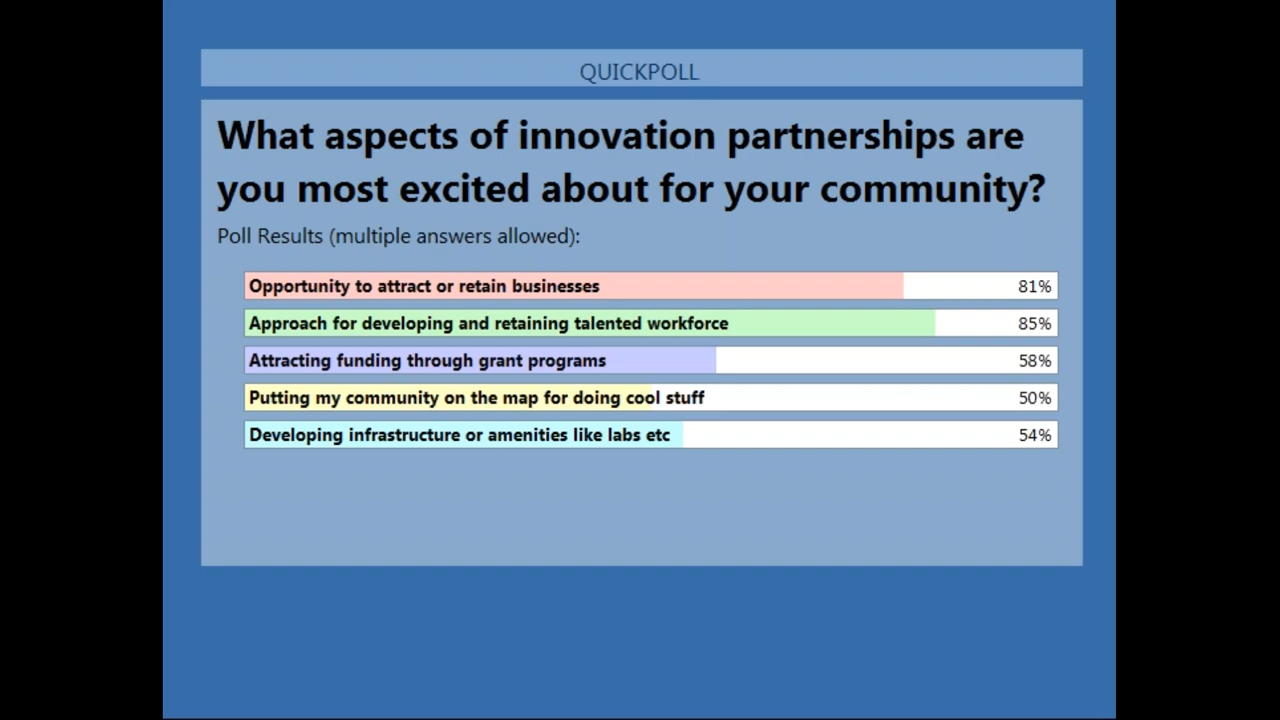 QUICKPOLL
What aspects of innovation partnerships are
you most excited about for your community?
Poll Results (multiple answers allowed):
Opportunity to attract or retain businesses 81%
Approach for developing and retaining talented workforce 85%
Attracting funding through grant programs 58%
Putting my community on the map for doing cool stuff 50%
Developing infrastructure or amenities like labs etc 54%